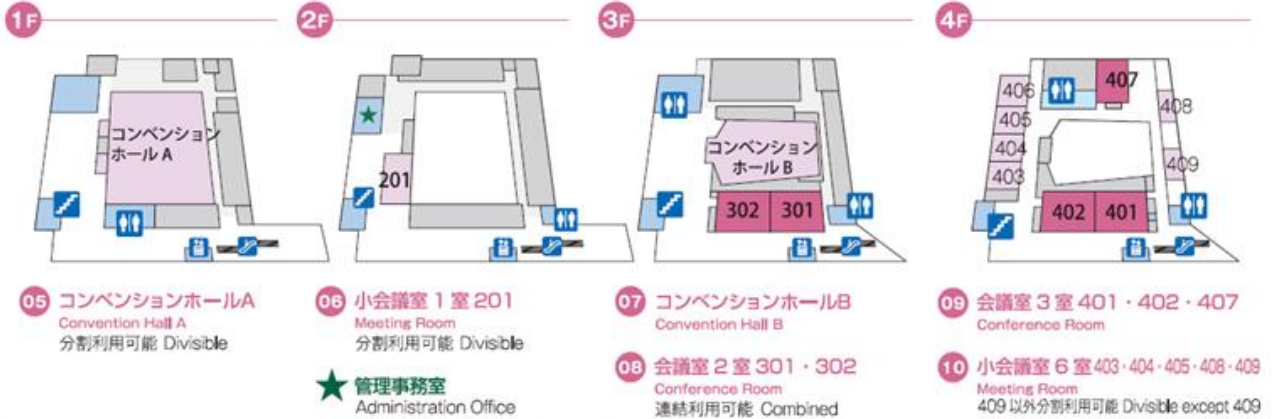 1F
2F
3F
4F
コンベンション
ホール A
201
コンベンション
ホール B
302
301
406
405
404
403
407
408
409
402
401
05 コンベンションホールA
Convention Hall A
分割利用可能 Divisible
06 小会議室 1 室 201
Meeting Room
分割利用可能 Divisible
管理事務室
Administration Office
07 コンベンションホールB
Convention Hall B
08 会議室 2 室 301・302
Conference Room
連結利用可能 Combined
09 会議室 3 室 401・402・407
Conference Room
10 小会議室 6 室 403・404・405・408・409
Meeting Room
409 以外分割利用可能 Divisible except 409